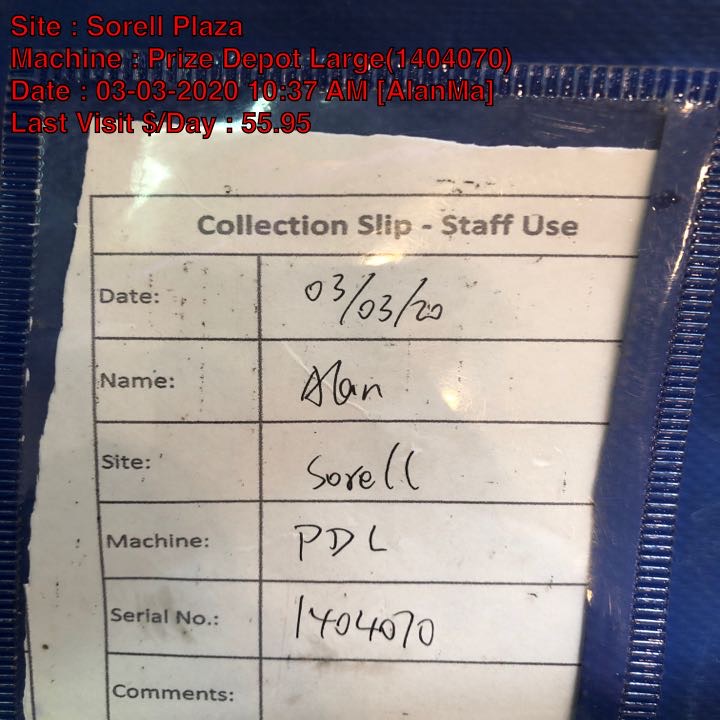 Site : Sorell Plaza
Machine : Prize Depot Large(1404070)
Date : 03-03-2020 10:37 AM [AlanMa]
Last Visit $/Day : 55.95
Collection Slip - Staff Use
Date: 03/03/20
Name: Alan
Site: Sorell
Machine: PDL
Serial No.: 1404070
Comments: